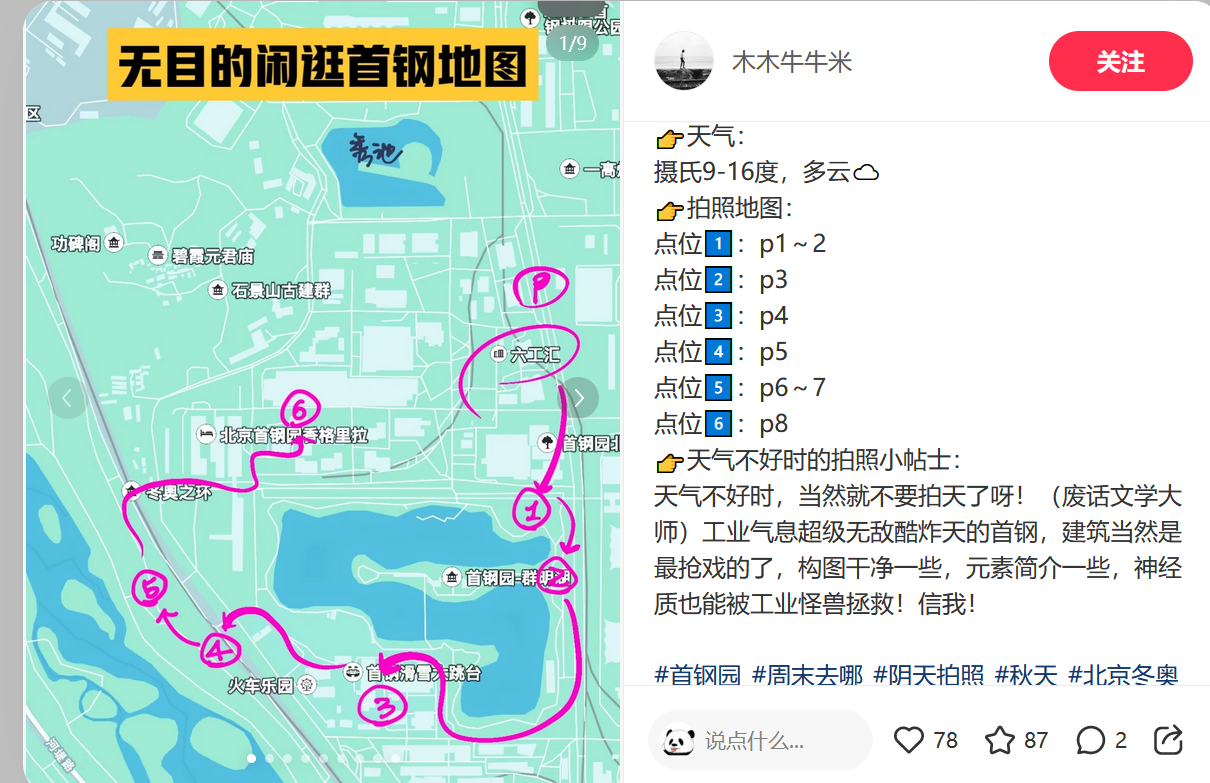 无目的闲逛首钢地图
1/9
区
秀池
一高
功碑阁
碧霞元君庙
石景山古建群
P
六工汇
6
北京首钢园香格里拉
首钢园北
冬奥之环
1
首钢园-群明湖
2
5
4
首钢滑雪大跳台
火车乐园
3
木木牛牛米
关注
👉天气：
摄氏9-16度，多云☁
👉拍照地图：
点位1️⃣：p1～2
点位2️⃣：p3
点位3️⃣：p4
点位4️⃣：p5
点位5️⃣：p6～7
点位6️⃣：p8
👉天气不好时的拍照小帖士：
天气不好时，当然就不要拍天了呀！（废话文学大
师）工业气息超级无敌酷炸天的首钢，建筑当然是
最抢戏的了，构图干净一些，元素简介一些，神经
质也能被工业怪兽拯救！信我！
#首钢园 #周末去哪 #阴天拍照 #秋天 #北京冬奥
说点什么...
78
87
2